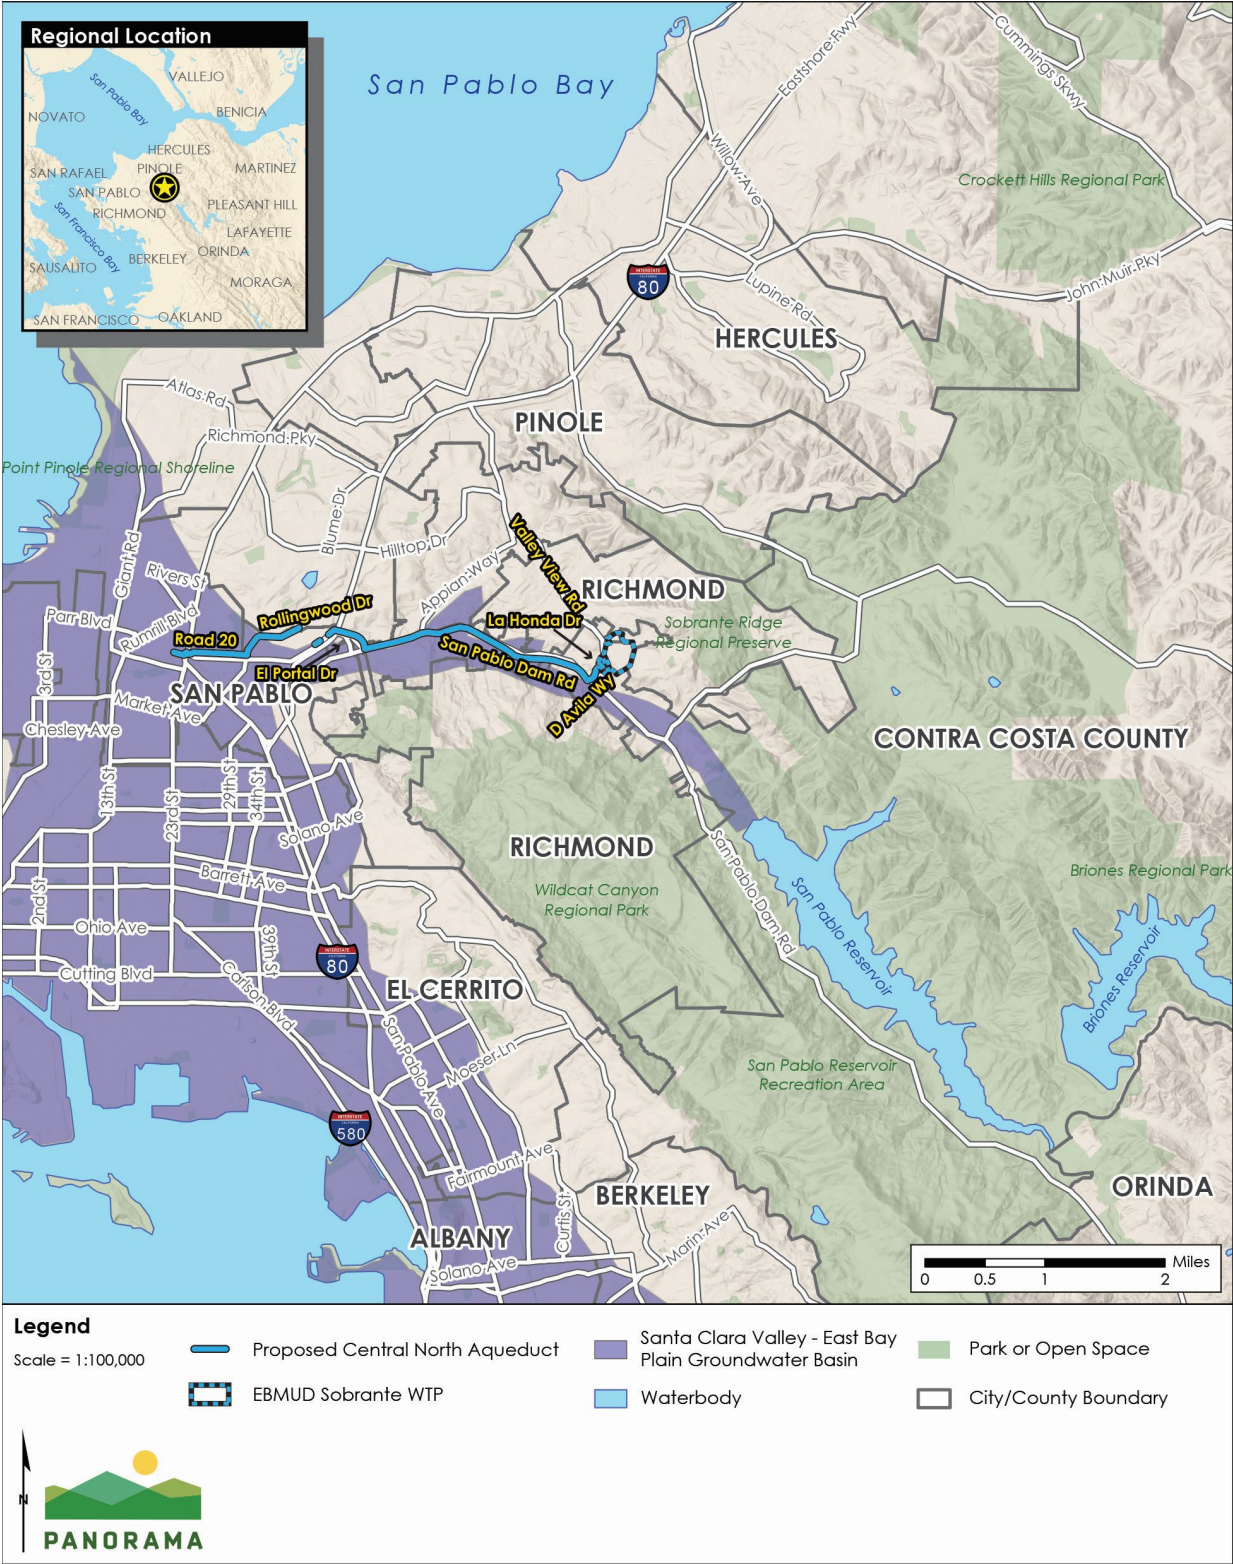 Regional Location
San Pablo Bay
VALLEJO
BENICIA
NOVATO
HERCULES
PINOLE
MARTINEZ
SAN RAFAEL
SAN PABLO
RICHMOND
PLEASANT HILL
San Francisco Bay
LAFAYETTE
ORINDA
BERKELEY
SAUSALITO
MORAGA
SAN FRANCISCO
OAKLAND
San Pablo Bay
Eastshore Fwy
Cummings Skwy
Willow Ave
Crockett Hills Regional Park
John Muir Pky
INTERSTATE
CALIFORNIA
80
Lupine Rd
HERCULES
Atlas Rd
PINOLE
Richmond Pky
Point Pinole Regional Shoreline
Blume Dr
Giant Rd
Hilltop Dr
Valley View Rd
Appian Way
RICHMOND
Rivers St
Parr Blvd
Rumrill Blvd
Rollingwood Dr
La Honda Dr
Sobrante Ridge
Regional Preserve
Road 20
San Pablo Dam Rd
El Portal Dr
3rd St
SAN PABLO
D Avila Wy
Market Ave
Chesley Ave
CONTRA COSTA COUNTY
13th St
23rd St
29th St
34th St
Solano Ave
RICHMOND
San Pablo Dam Rd
Barrett Ave
Wildcat Canyon
Regional Park
San Pablo Reservoir
Briones Regional Park
2nd St
Ohio Ave
39th St
INTERSTATE
CALIFORNIA
80
Cutting Blvd
Carlson Blvd
EL CERRITO
Briones Reservoir
San Pablo Ave
Moeser Ln
San Pablo Reservoir
Recreation Area
INTERSTATE
CALIFORNIA
580
Fairmount Ave
BERKELEY
ORINDA
Curtis St
Marin Ave
ALBANY
Solano Ave
Miles
0 0.5 1 2
Legend
Scale = 1:100,000
Proposed Central North Aqueduct
EBMUD Sobrante WTP
Santa Clara Valley - East Bay
Plain Groundwater Basin
Waterbody
Park or Open Space
City/County Boundary
N
PANORAMA